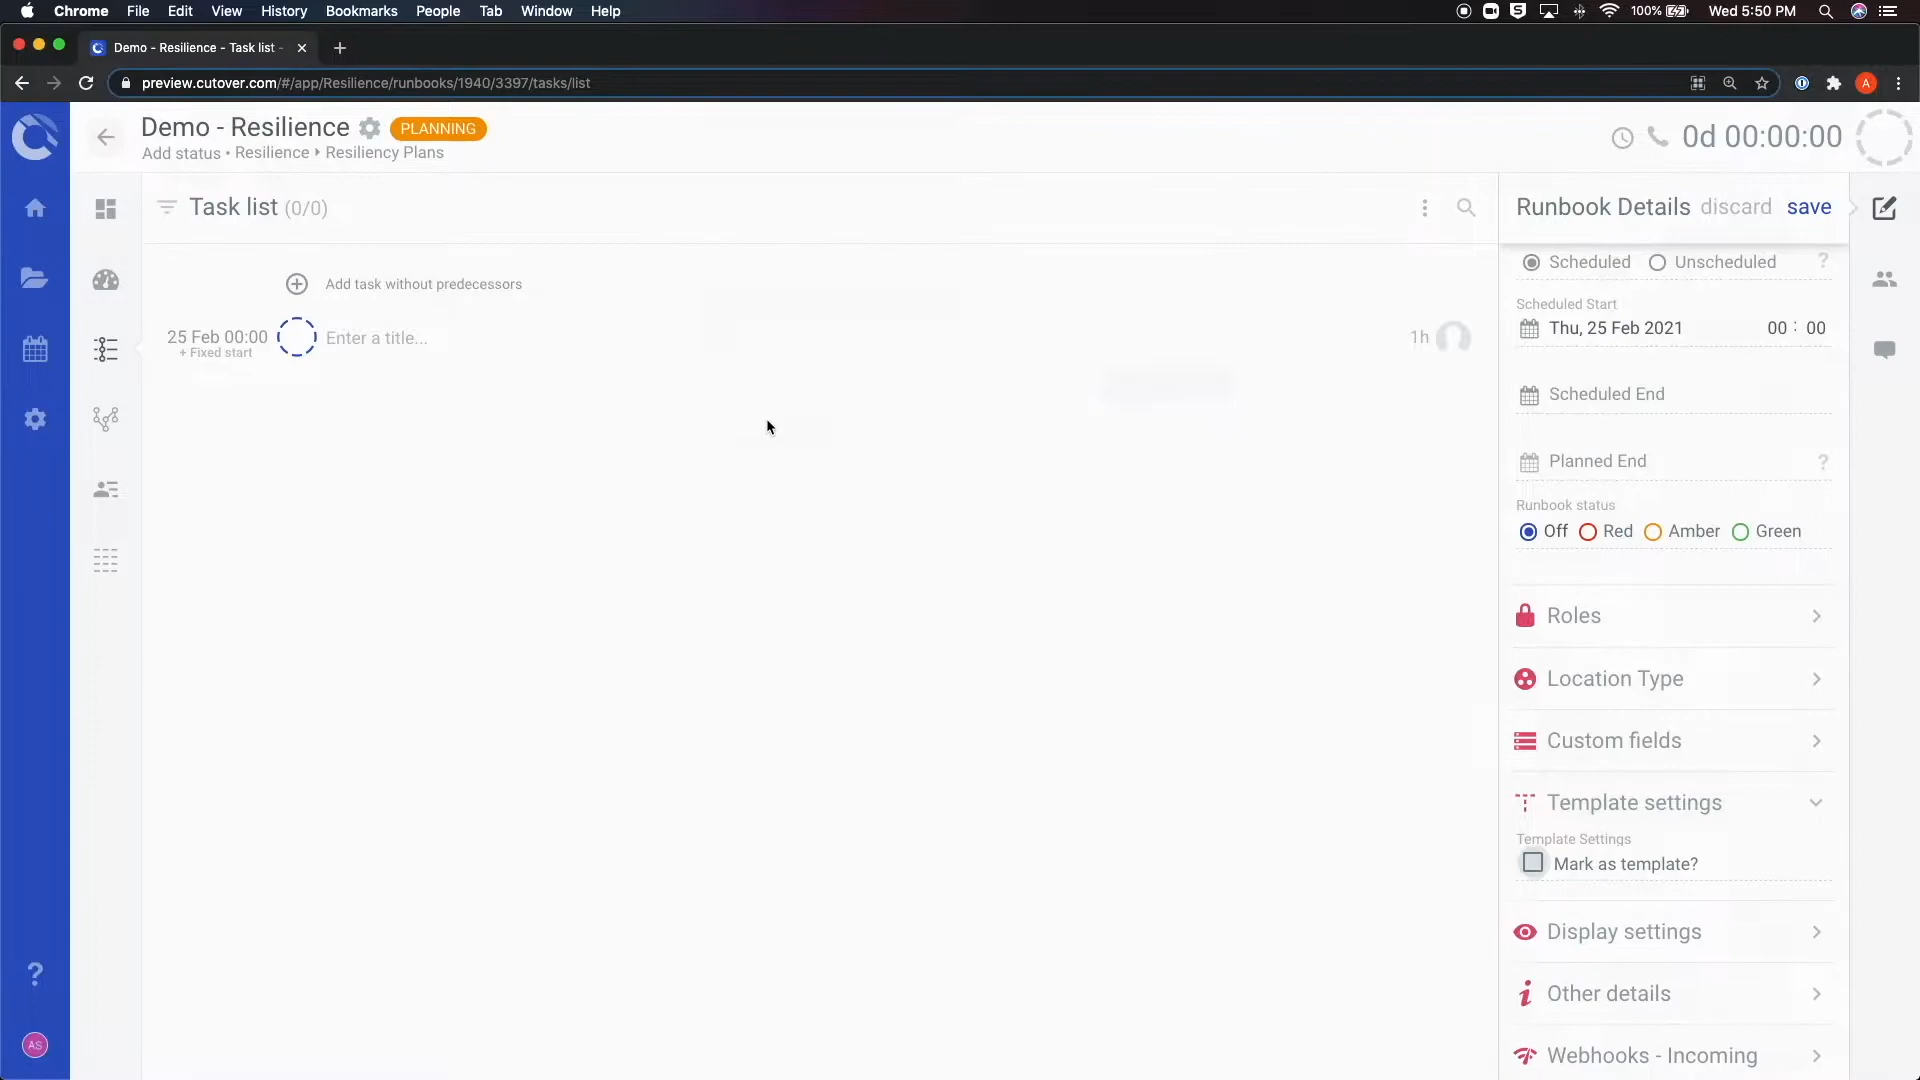 Chrome File Edit View History Bookmarks People Tab Window Help
100% Wed 5:50 PM
Demo - Resilience - Task list -
preview.cutover.com/#/app/Resilience/runbooks/1940/3397/tasks/list
A
Demo - Resilience PLANNING
Add status • Resilience Resiliency Plans
0d 00:00:00
Task list (0/0)
Add task without predecessors
25 Feb 00:00 Enter a title... 1h
+ Fixed start
Runbook Details discard save
Scheduled Unscheduled ?
Scheduled Start
Thu, 25 Feb 2021 00 : 00
Scheduled End
Planned End ?
Runbook status
Off Red Amber Green
Roles
Location Type
Custom fields
Template settings
Template Settings
Mark as template?
Display settings
Other details
Webhooks - Incoming
?
AS